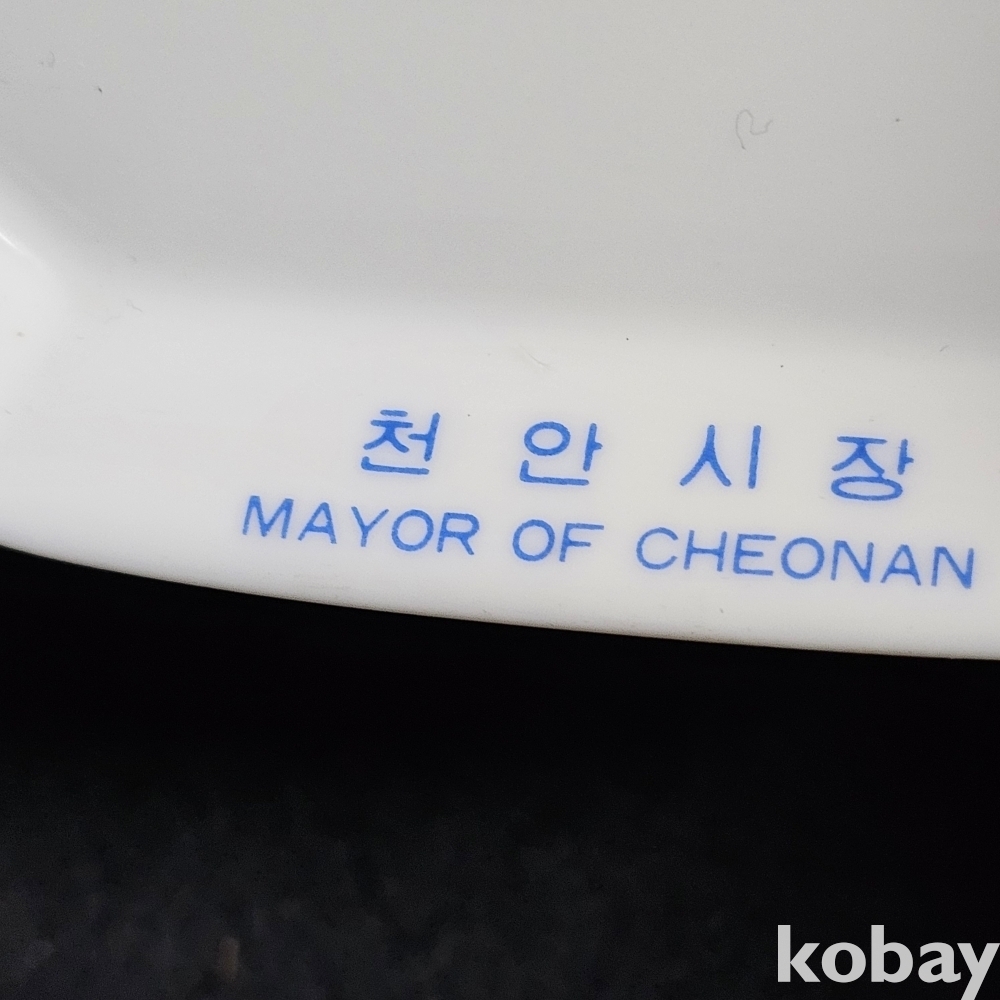 천 안 시 장
MAYOR OF CHEONAN
kobay